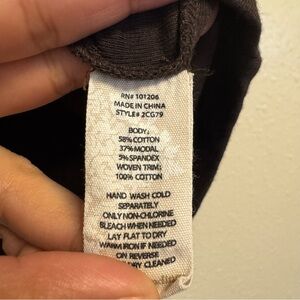 RN# 101206
MADE IN CHINA
STYLE# 2CG79
BODY:
58% COTTON
37% MODAL
5% SPANDEX
WOVEN TRIM:
100% COTTON
HAND WASH COLD
SEPARATELY
ONLY NON-CHLORINE
BLEACH WHEN NEEDED
LAY FLAT TO DRY
WARM IRON IF NEEDED
ON REVERSE
DRY CLEANED